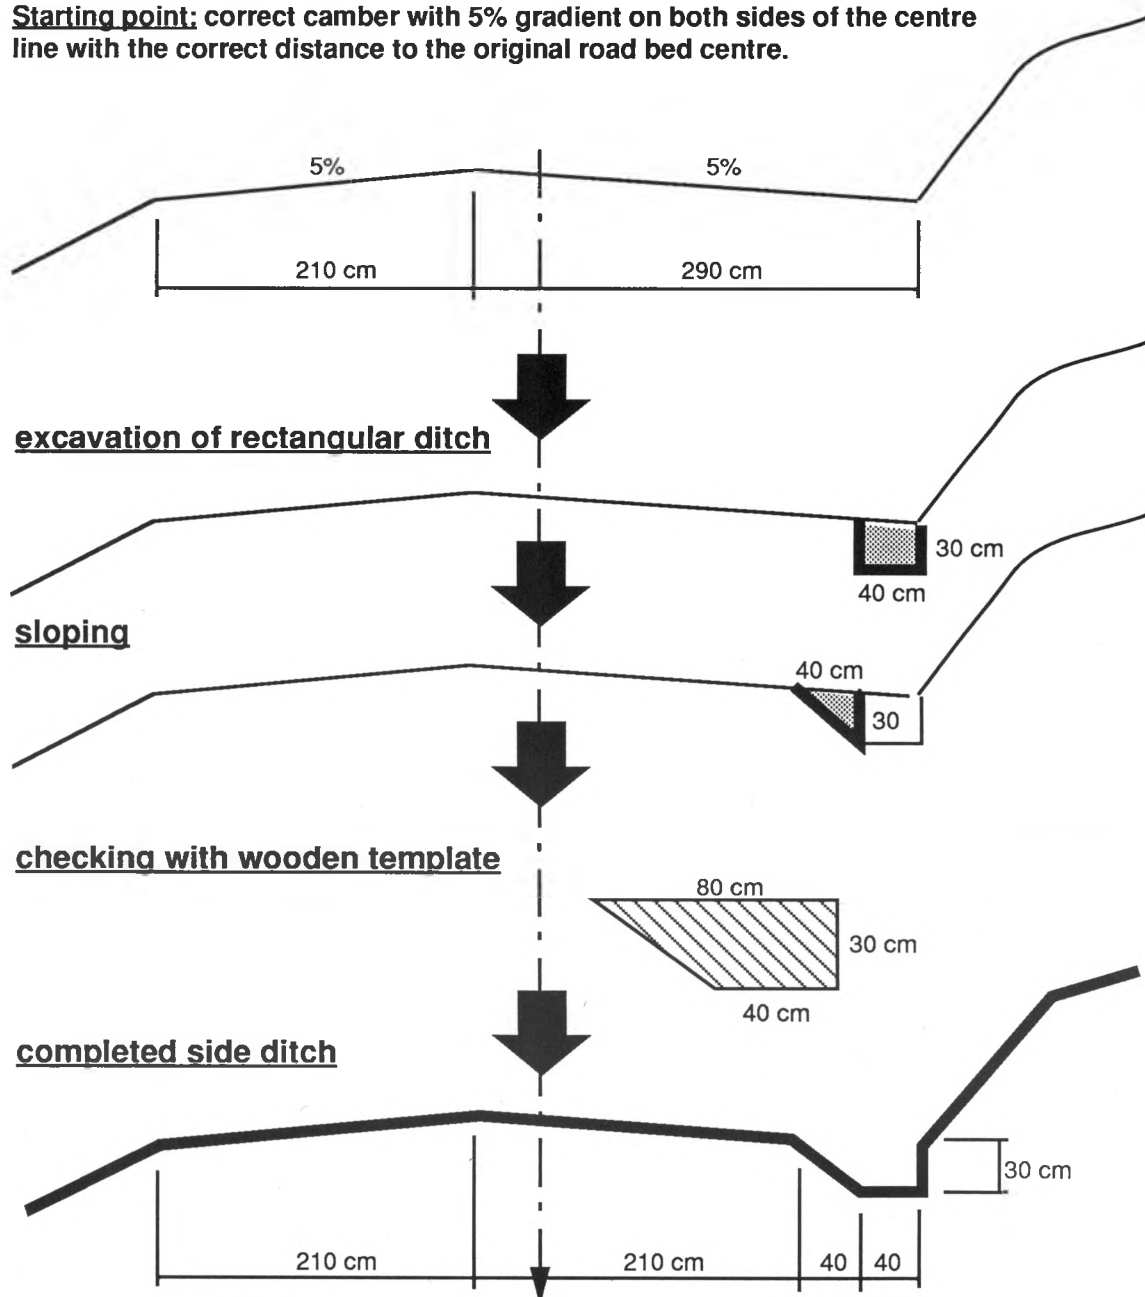 Starting point: correct camber with 5% gradient on both sides of the centre
line with the correct distance to the original road bed centre.
5%
5%
210 cm
290 cm
excavation of rectangular ditch
30 cm
40 cm
sloping
40 cm
30
checking with wooden template
80 cm
30 cm
40 cm
completed side ditch
30 cm
210 cm
210 cm
40
40